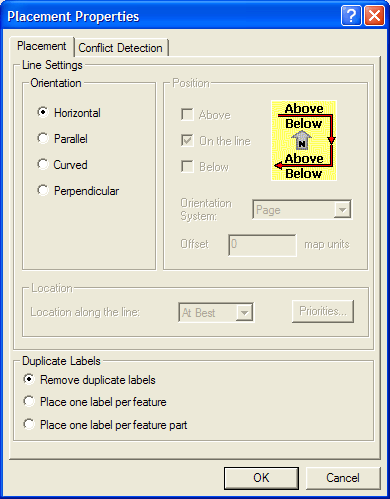 Placement Properties
Placement
Conflict Detection
Line Settings
Orientation
Horizontal
Parallel
Curved
Perpendicular
Position
Above
On the line
Below
Above
Below
N
Above
Below
Orientation
System:
Page
Offset
0
map units
Location
Location along the line:
At Best
Priorities...
Duplicate Labels
Remove duplicate labels
Place one label per feature
Place one label per feature part
OK
Cancel